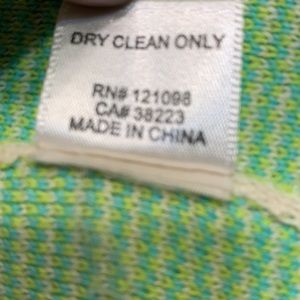 DRY CLEAN ONLY
RN# 121098
CA# 38223
MADE IN CHINA